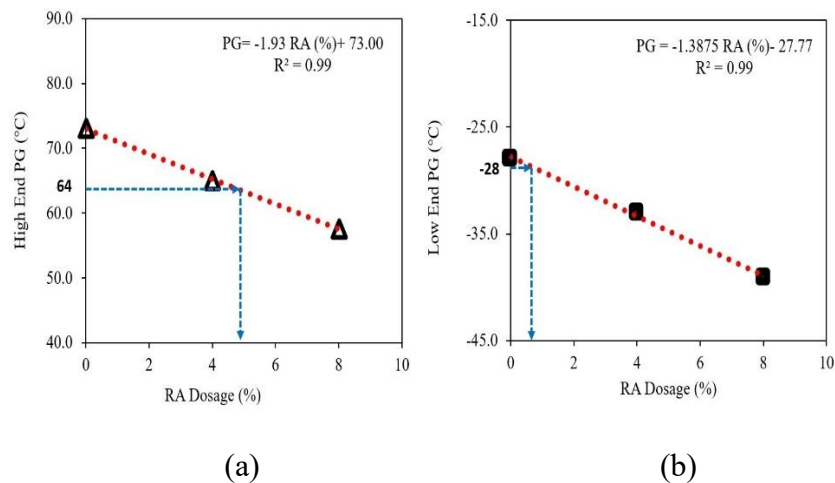 90.0
80.0
70.0
64
60.0
50.0
40.0
High End PG (°C)
PG= -1.93 RA (%)+ 73.00
R² = 0.99
0 2 4 6 8 10
RA Dosage (%)
(a)
-15.0
-25.0
-28
-35.0
-45.0
Low End PG (°C)
PG = -1.3875 RA (%)- 27.77
R² = 0.99
0 2 4 6 8 10
RA Dosage (%)
(b)